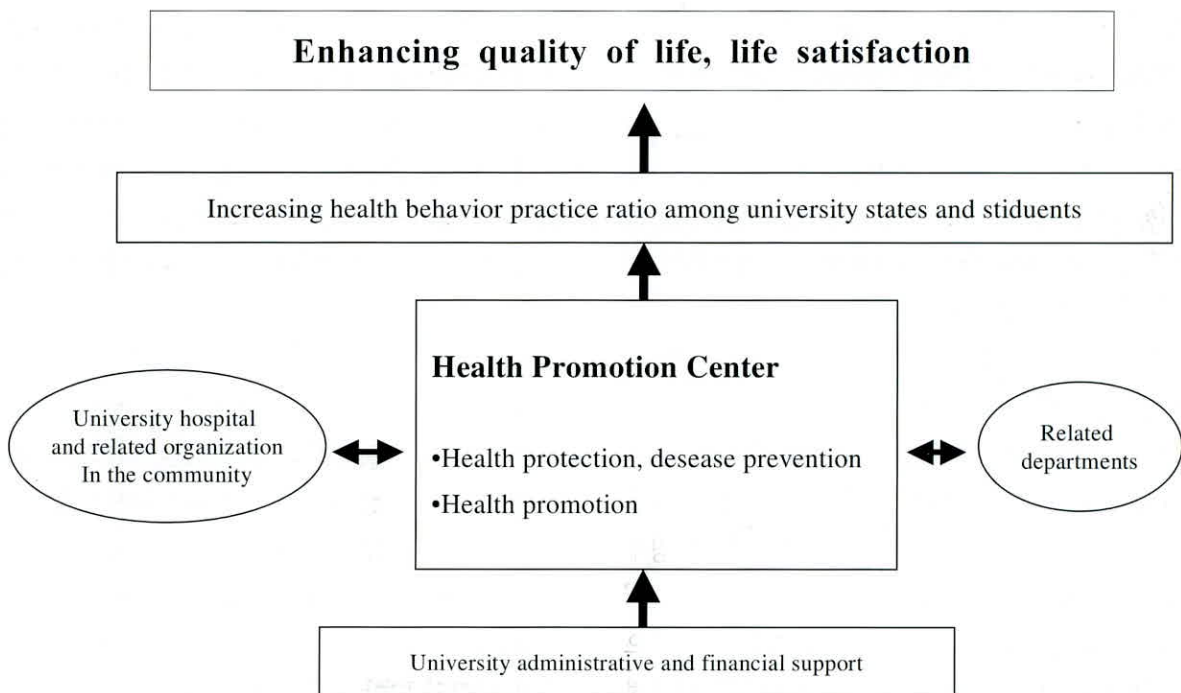 Enhancing quality of life, life satisfaction
Increasing health behavior practice ratio among university states and stiduents
Health Promotion Center
•Health protection, desease prevention
•Health promotion
University hospital
and related organization
In the community
Related
departments
University administrative and financial support